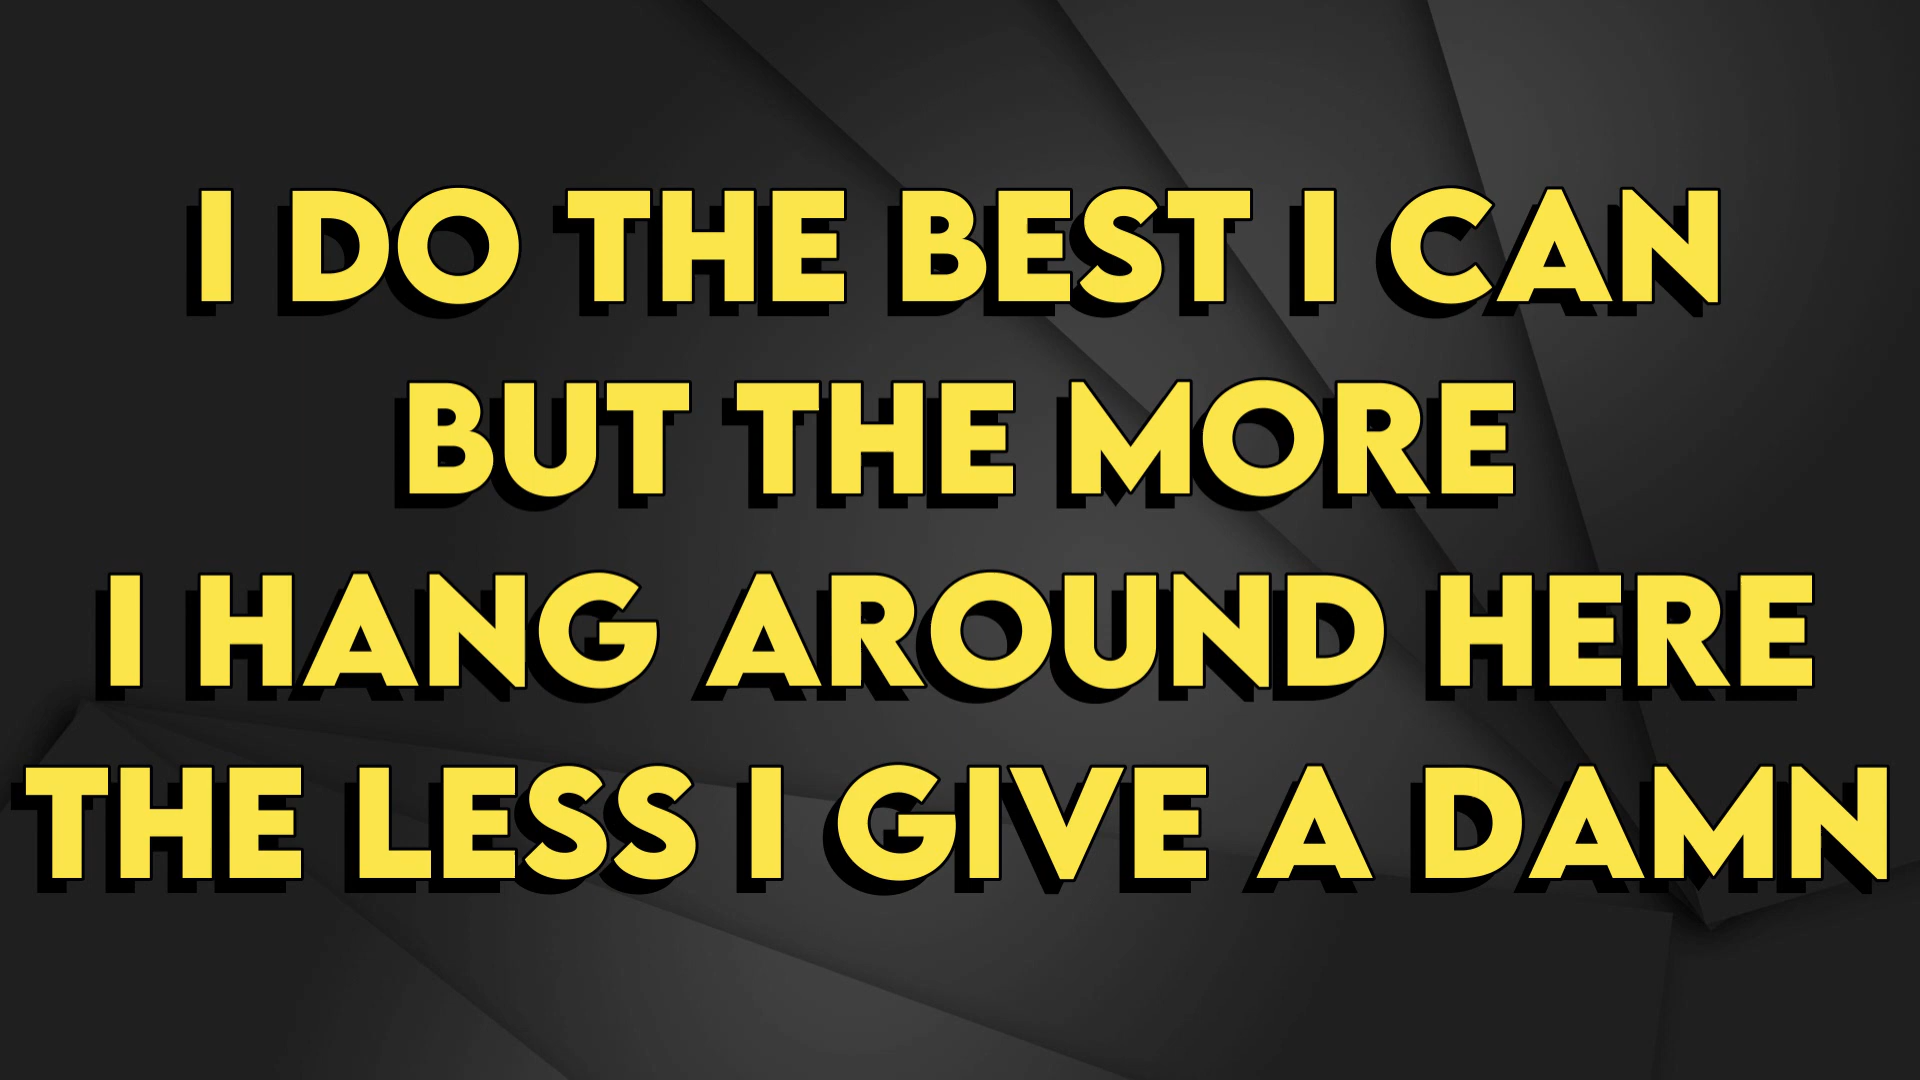 I DO THE BEST I CAN
BUT THE MORE
I HANG AROUND HERE
THE LESS I GIVE A DAMN